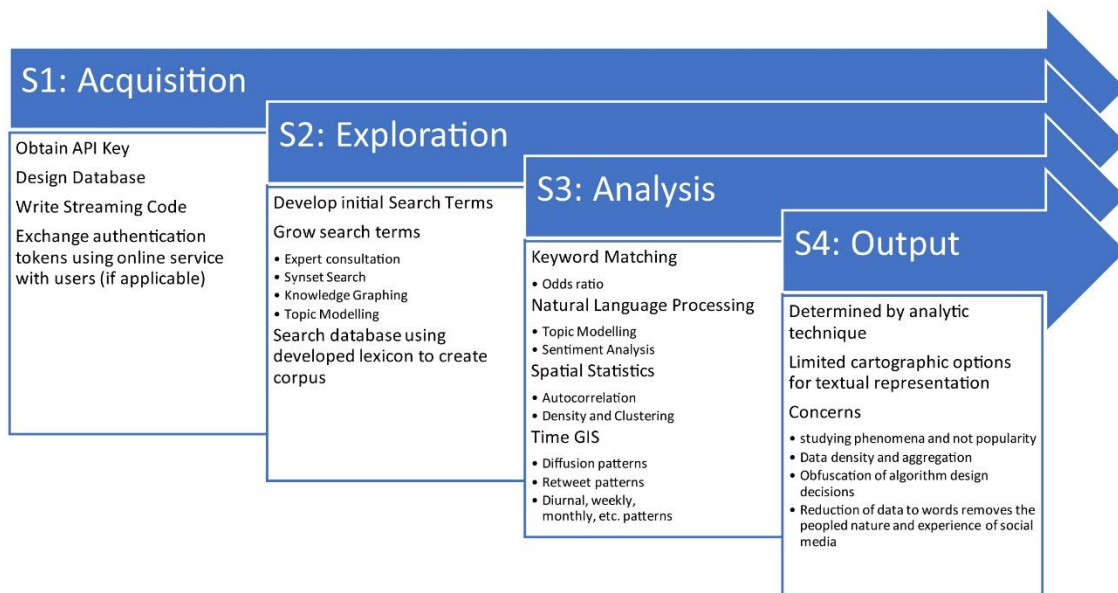 S1: Acquisition
Obtain API Key
Design Database
Write Streaming Code
Exchange authentication
tokens using online service
with users (if applicable)
S2: Exploration
Develop initial Search Terms
Grow search terms
• Expert consultation
• Synset Search
• Knowledge Graphing
• Topic Modelling
Search database using
developed lexicon to create
corpus
S3: Analysis
Keyword Matching
• Odds ratio
Natural Language Processing
• Topic Modelling
• Sentiment Analysis
Spatial Statistics
• Autocorrelation
• Density and Clustering
Time GIS
• Diffusion patterns
• Retweet patterns
• Diurnal, weekly,
monthly, etc. patterns
S4: Output
Determined by analytic
technique
Limited cartographic options
for textual representation
Concerns
• studying phenomena and not popularity
• Data density and aggregation
• Obfuscation of algorithm design
decisions
• Reduction of data to words removes the
peopled nature and experience of social
media